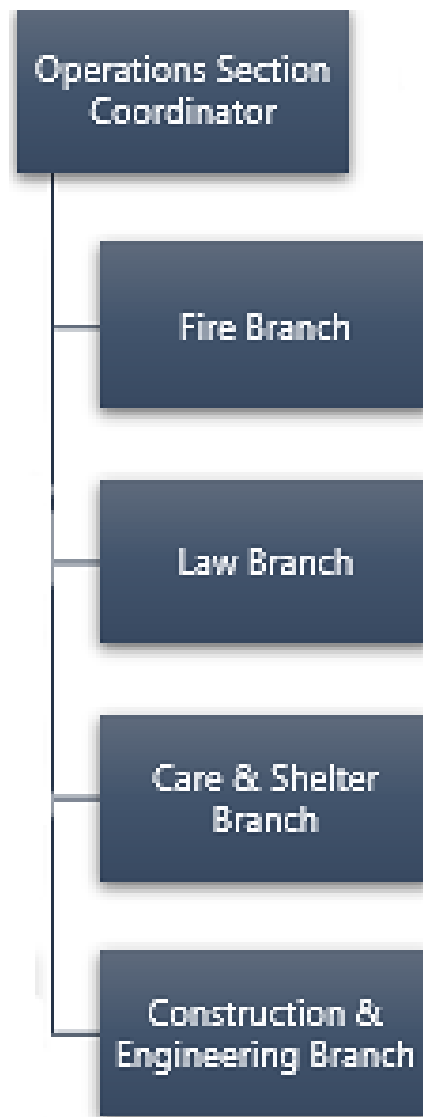 Operations Section
Coordinator
Fire Branch
Law Branch
Care & Shelter
Branch
Construction &
Engineering Branch